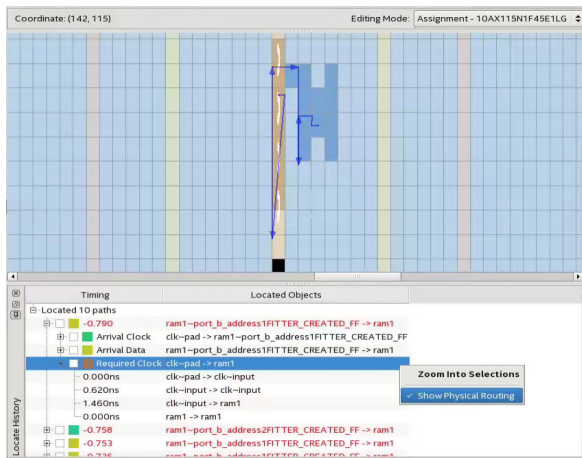 Coordinate: (142, 115) Editing Mode: Assignment - 10AX115N1F45E1LG
Timing Located Objects
Located 10 paths
-0.790 ram1~port_b_address1FITTER_CREATED_FF -> ram1
Arrival Clock clk~pad -> ram1~port_b_address1FITTER_CREATED_FF
Arrival Data ram1~port_b_address1FITTER_CREATED_FF -> ram1
Required Clock clk~pad -> ram1
0.000ns clk~pad -> clk~input
0.620ns clk~input -> clk~input
1.460ns clk~input -> ram1
0.000ns ram1 -> ram1
-0.758 ram1~port_b_address2FITTER_CREATED_FF -> ram1
-0.753 ram1~port_b_address1FITTER_CREATED_FF -> ram1
Zoom Into Selections
Show Physical Routing
Locate History